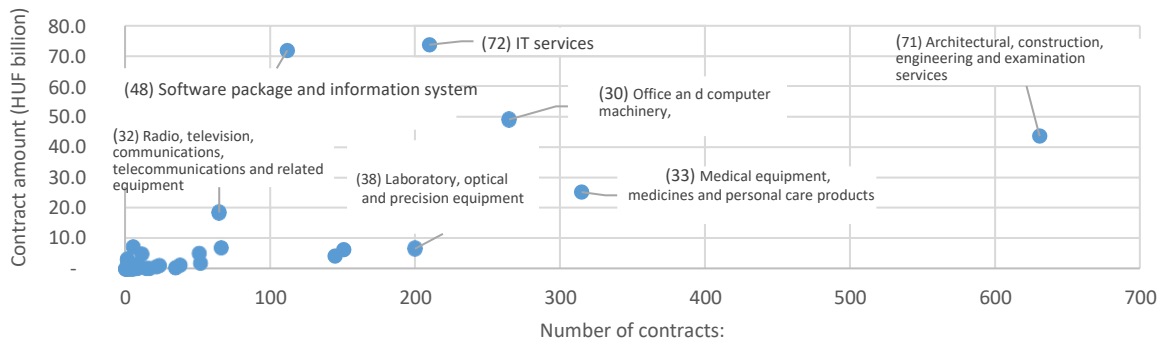 Contract amount (HUF billion)
80.0
70.0
60.0
50.0
40.0
30.0
20.0
10.0
-
(72) IT services
(71) Architectural, construction,
engineering and examination
services
(48) Software package and information system
(30) Office an d computer
machinery,
(32) Radio, television,
communications,
telecommunications and related
equipment
(38) Laboratory, optical
and precision equipment
(33) Medical equipment,
medicines and personal care products
0 100 200 300 400 500 600 700
Number of contracts: